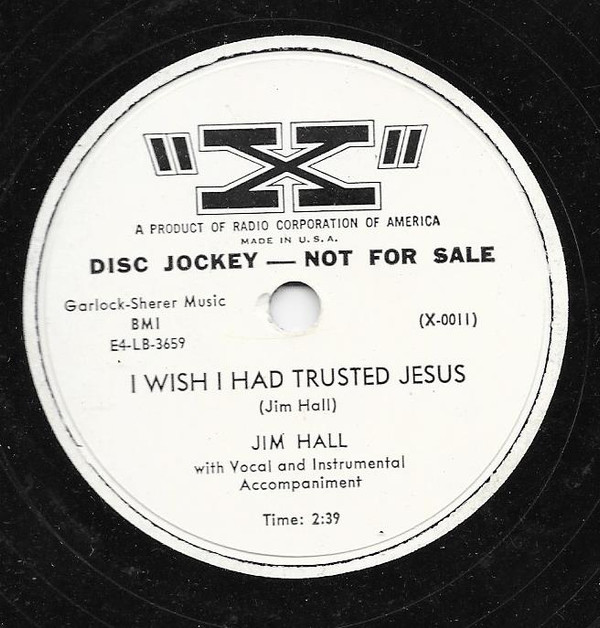 "X"
A PRODUCT OF RADIO CORPORATION OF AMERICA
MADE IN U.S.A.
DISC JOCKEY — NOT FOR SALE
Garlock-Sherer Music
BMI
E4-LB-3659
(X-0011)
I WISH I HAD TRUSTED JESUS
(Jim Hall)
JIM HALL
with Vocal and Instrumental
Accompaniment
Time: 2:39